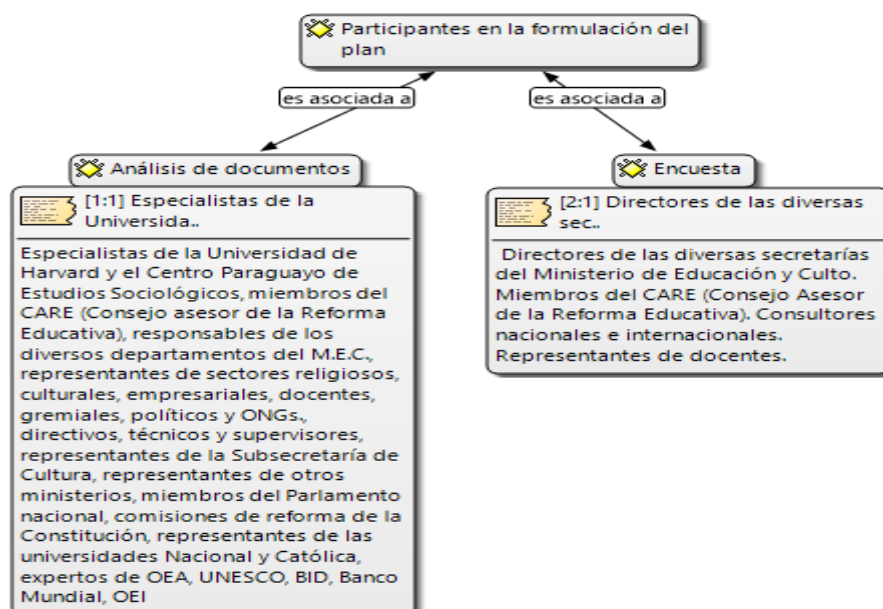 Participantes en la formulación del
plan
es asociada a
es asociada a
Análisis de documentos
[1:1] Especialistas de la
Universida..
Especialistas de la Universidad de
Harvard y el Centro Paraguayo de
Estudios Sociológicos, miembros del
CARE (Consejo asesor de la Reforma
Educativa), responsables de los
diversos departamentos del M.E.C.,
representantes de sectores religiosos,
culturales, empresariales, docentes,
gremiales, políticos y ONGs.,
directivos, técnicos y supervisores,
representantes de la Subsecretaría de
Cultura, representantes de otros
ministerios, miembros del Parlamento
nacional, comisiones de reforma de la
Constitución, representantes de las
universidades Nacional y Católica,
expertos de OEA, UNESCO, BID, Banco
Mundial, OEI
Encuesta
[2:1] Directores de las diversas
sec..
Directores de las diversas secretarías
del Ministerio de Educación y Culto.
Miembros del CARE (Consejo Asesor
de la Reforma Educativa). Consultores
nacionales e internacionales.
Representantes de docentes.